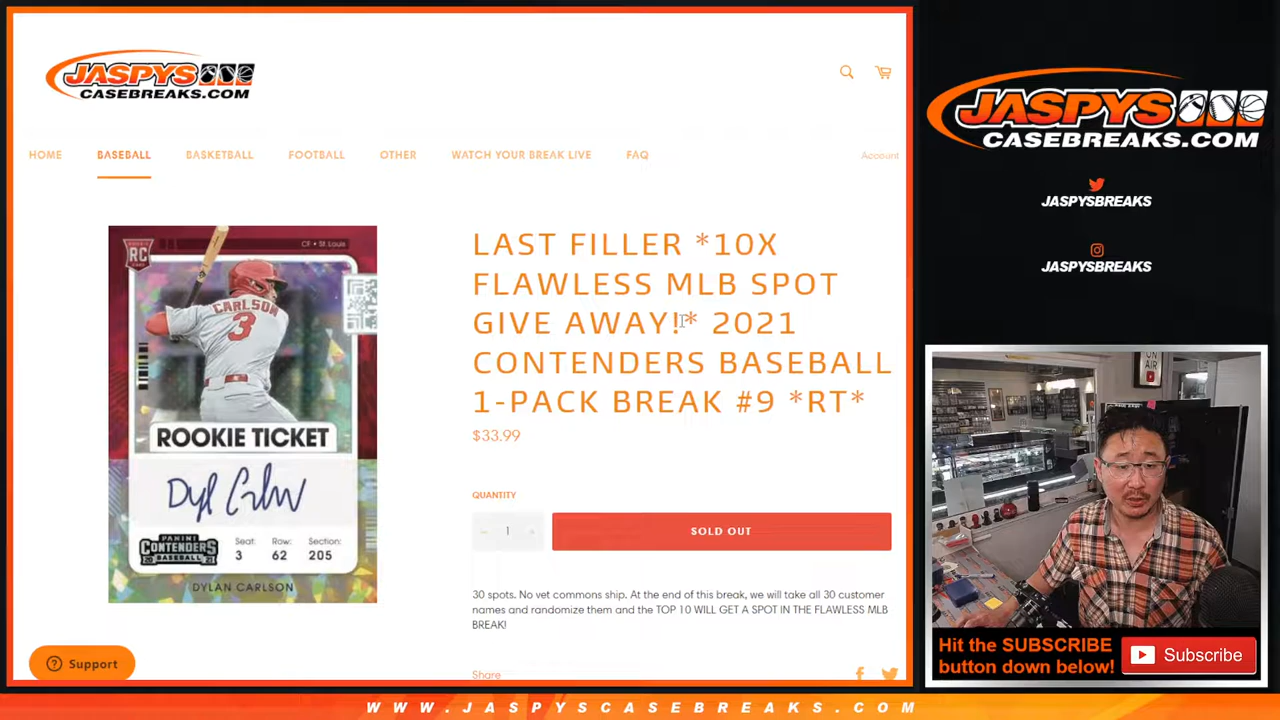 JASPYS
CASEBREAKS.COM
HOME BASEBALL BASKETBALL FOOTBALL OTHER WATCH YOUR BREAK LIVE FAQ Account
RC
CF • St. Louis
CARLSON
3
ROOKIE TICKET
PANINI
CONTENDERS
BASEBALL
20 21
Seat: Row: Section:
3 62 205
DYLAN CARLSON
LAST FILLER *10X
FLAWLESS MLB SPOT
GIVE AWAY!* 2021
CONTENDERS BASEBALL
1-PACK BREAK #9 *RT*
$33.99
QUANTITY
− 1 +
SOLD OUT
30 spots. No vet commons ship. At the end of this break, we will take all 30 customer
names and randomize them and the TOP 10 WILL GET A SPOT IN THE FLAWLESS MLB
BREAK!
Share
Support
JASPYS
CASEBREAKS.COM
JASPYSBREAKS
JASPYSBREAKS
ON AIR
Hit the SUBSCRIBE
button down below!
Subscribe
WWW.JASPYSCASEBREAKS.COM